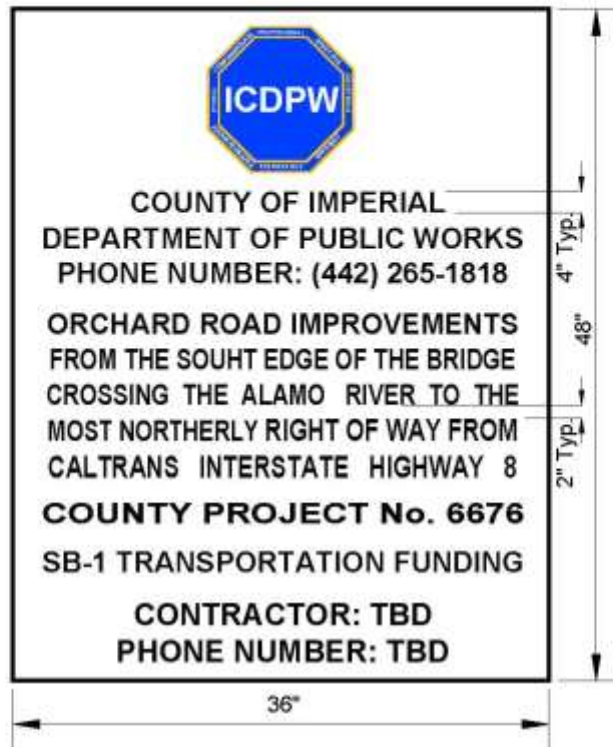 ICDPW
COUNTY OF IMPERIAL
DEPARTMENT OF PUBLIC WORKS
PHONE NUMBER: (442) 265-1818
ORCHARD ROAD IMPROVEMENTS
FROM THE SOUHT EDGE OF THE BRIDGE
CROSSING THE ALAMO RIVER TO THE
MOST NORTHERLY RIGHT OF WAY FROM
CALTRANS INTERSTATE HIGHWAY 8
COUNTY PROJECT No. 6676
SB-1 TRANSPORTATION FUNDING
CONTRACTOR: TBD
PHONE NUMBER: TBD
4" Typ.
48"
2" Typ.
36"